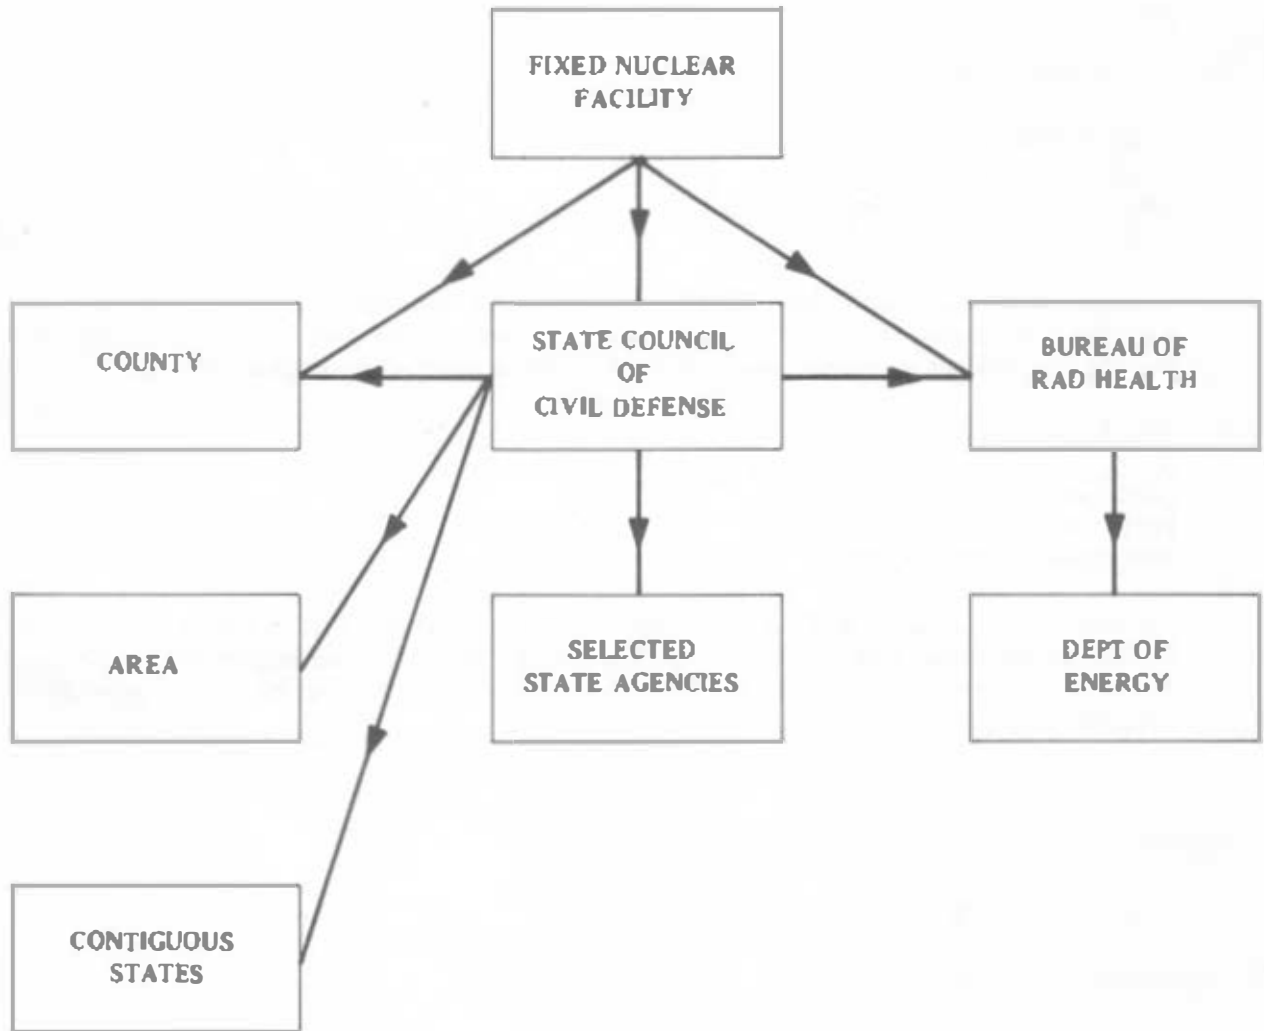 FIXED NUCLEAR
FACILITY
COUNTY
STATE COUNCIL
OF
CIVIL DEFENSE
BUREAU OF
RAD HEALTH
AREA
SELECTED
STATE AGENCIES
DEPT OF
ENERGY
CONTIGUOUS
STATES